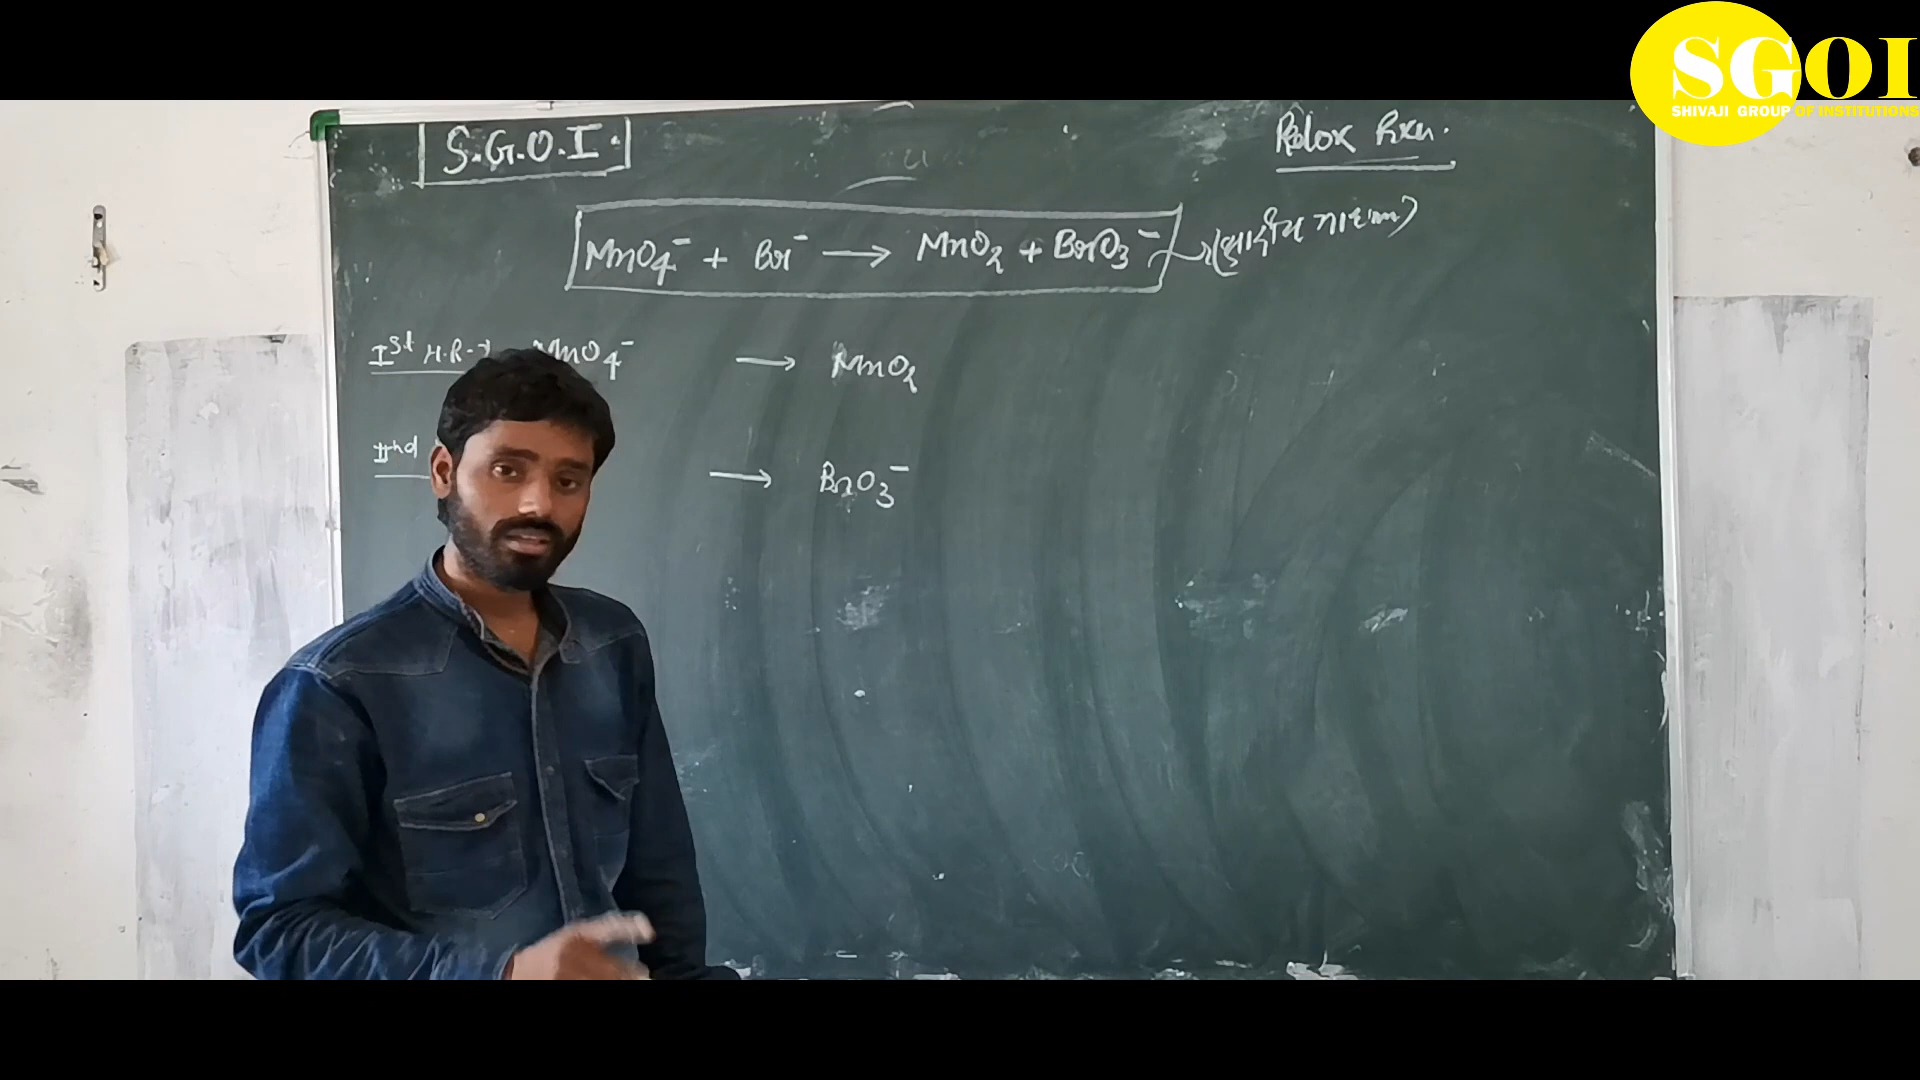 SGOI
SHIVAJI GROUP OF INSTITUTIONS
S.G.O.I.
Redox Rxn.
MnO₄⁻ + Br⁻ → MnO₂ + BrO₃⁻
Iˢᵗ H.R. MnO₄⁻ → MnO₂
IIⁿᵈ → BrO₃⁻